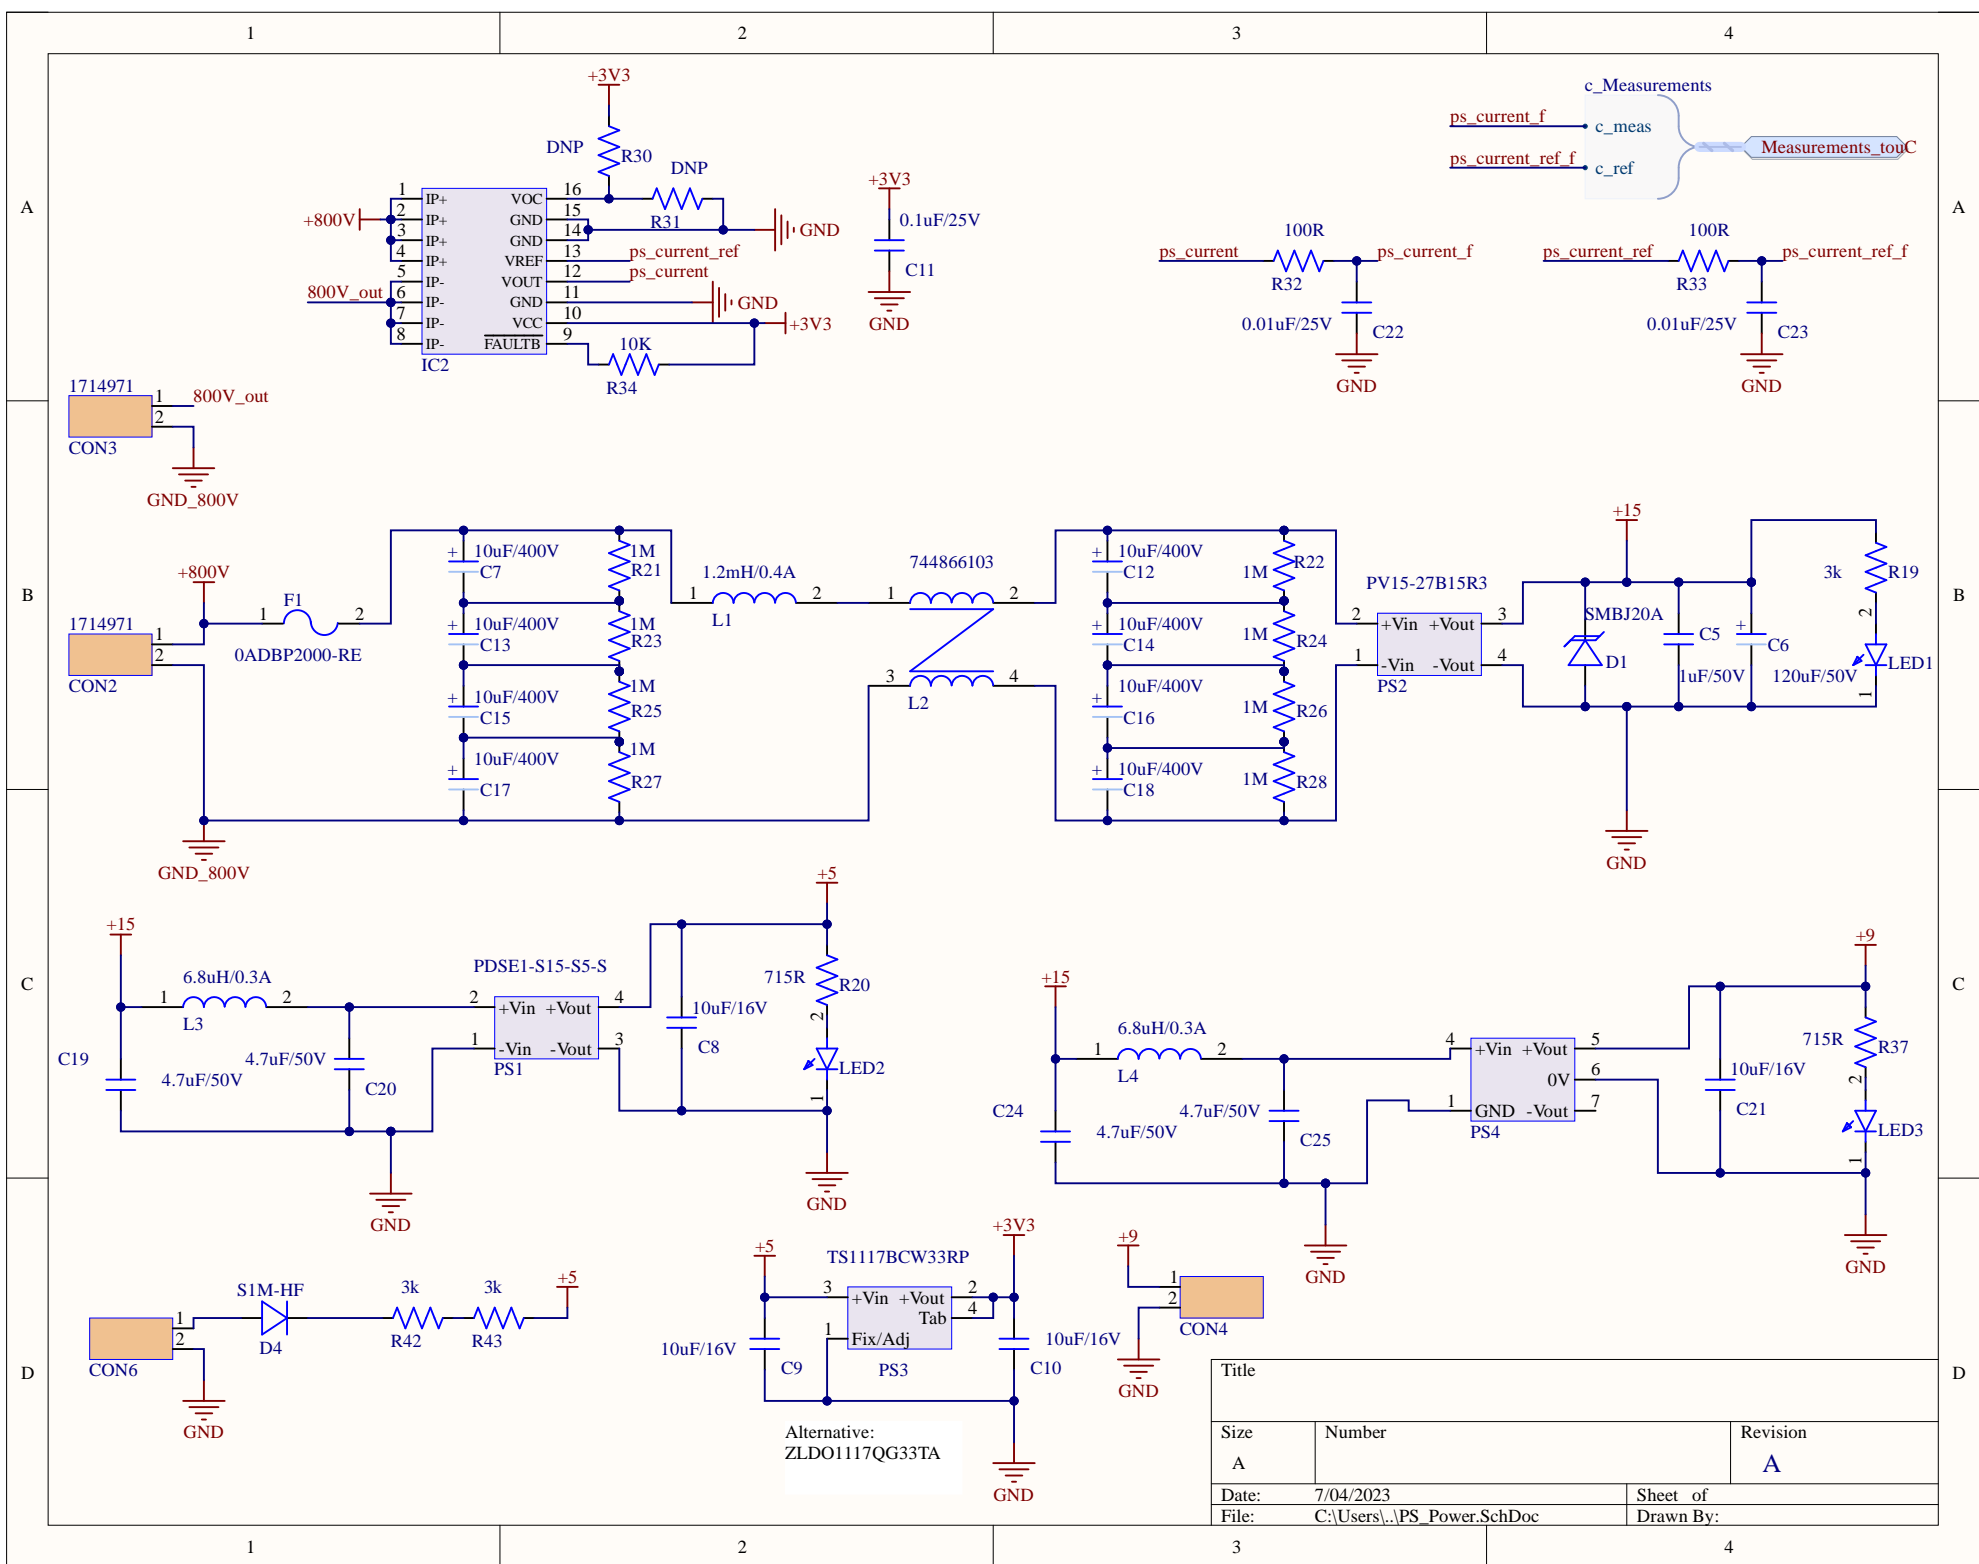 1 2 3 4
A
B
C
D
A
B
C
D
+3V3
DNP
R30
DNP
R31
+800V
800V_out
1 IP+
2 IP+
3 IP+
4 IP+
5 IP-
6 IP-
7 IP-
8 IP-
VOC 16
GND 15
GND 14
VREF 13
VOUT 12
GND 11
VCC 10
FAULTB 9
IC2
GND
ps_current_ref
ps_current
GND
+3V3
10K
R34
+3V3
0.1uF/25V
C11
GND
c_Measurements
ps_current_f
c_meas
ps_current_ref_f
c_ref
Measurements_touC
ps_current
100R
R32
ps_current_f
0.01uF/25V
C22
GND
ps_current_ref
100R
R33
ps_current_ref_f
0.01uF/25V
C23
GND
1714971
1
2
800V_out
CON3
GND_800V
+800V
1714971
1
2
CON2
1 F1 2
0ADBP2000-RE
GND_800V
+ 10uF/400V
C7
+ 10uF/400V
C13
+ 10uF/400V
C15
+ 10uF/400V
C17
1M
R21
1M
R23
1M
R25
1M
R27
1.2mH/0.4A
1 2
L1
744866103
1 2
3 4
L2
+ 10uF/400V
C12
+ 10uF/400V
C14
+ 10uF/400V
C16
+ 10uF/400V
C18
R22
1M
1M
R24
1M
R26
1M
R28
PV15-27B15R3
2 +Vin +Vout 3
1 -Vin -Vout 4
PS2
+15
SMBJ20A
D1
C5
1uF/50V
+
C6
120uF/50V
3k
R19
2
LED1
1
GND
+15
6.8uH/0.3A
1 2
L3
C19
4.7uF/50V
4.7uF/50V
C20
GND
PDSE1-S15-S5-S
2 +Vin +Vout 4
1 -Vin -Vout 3
PS1
10uF/16V
C8
+5
715R
R20
2
LED2
1
GND
+15
6.8uH/0.3A
1 2
L4
C24
4.7uF/50V
4.7uF/50V
C25
GND
4 +Vin +Vout 5
0V 6
1 GND -Vout 7
PS4
10uF/16V
C21
+9
715R
R37
2
LED3
1
GND
CON6
1
2
GND
S1M-HF
D4
3k
R42
3k
R43
+5
+5
10uF/16V
C9
TS1117BCW33RP
3 +Vin +Vout 2
Tab 4
1 Fix/Adj
PS3
+3V3
10uF/16V
C10
GND
Alternative:
ZLDO1117QG33TA
+9
1
2
CON4
GND
Title
Size
A
Number
Revision
A
Date: 7/04/2023
Sheet of
File: C:\Users\..\PS_Power.SchDoc
Drawn By:
1 2 3 4